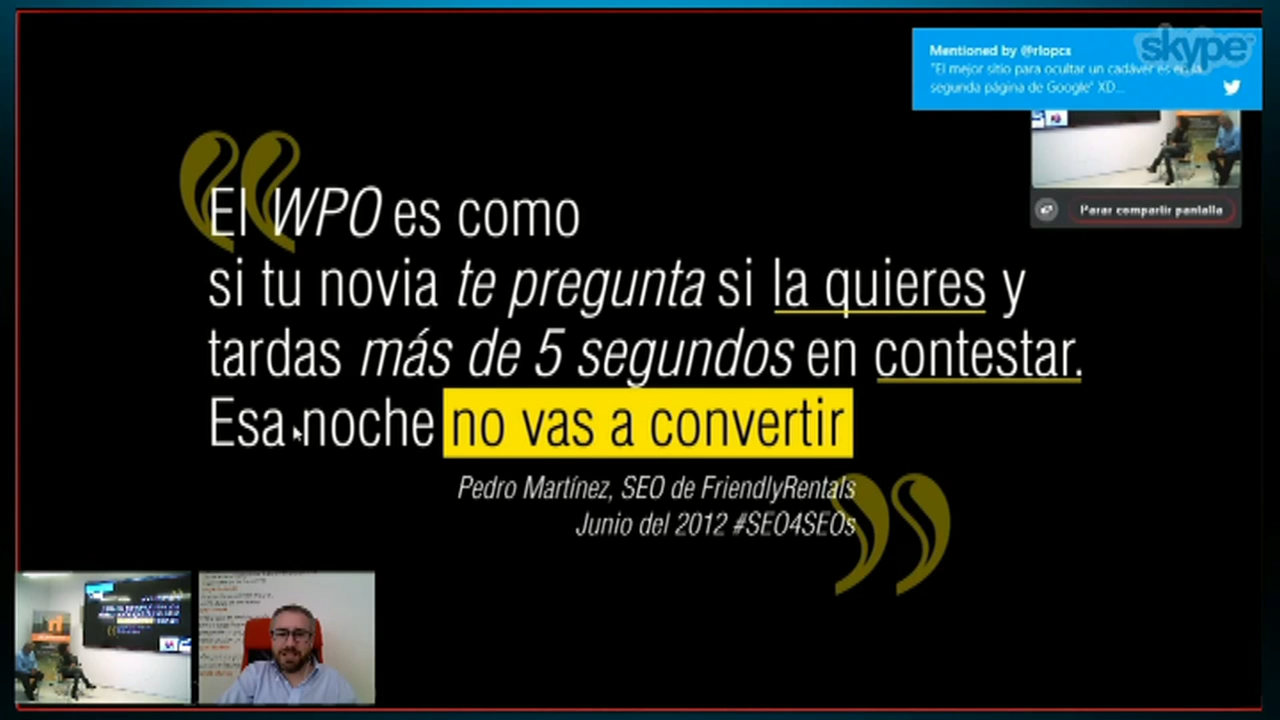 skype
Mentioned by @rlopcx
"El mejor sitio para ocultar un cadáver es en la
segunda página de Google" XD...
Parar compartir pantalla
El WPO es como
si tu novia te pregunta si la quieres y
tardas más de 5 segundos en contestar.
Esa noche no vas a convertir
Pedro Martínez, SEO de FriendlyRentals
Junio del 2012 #SEO4SEOs